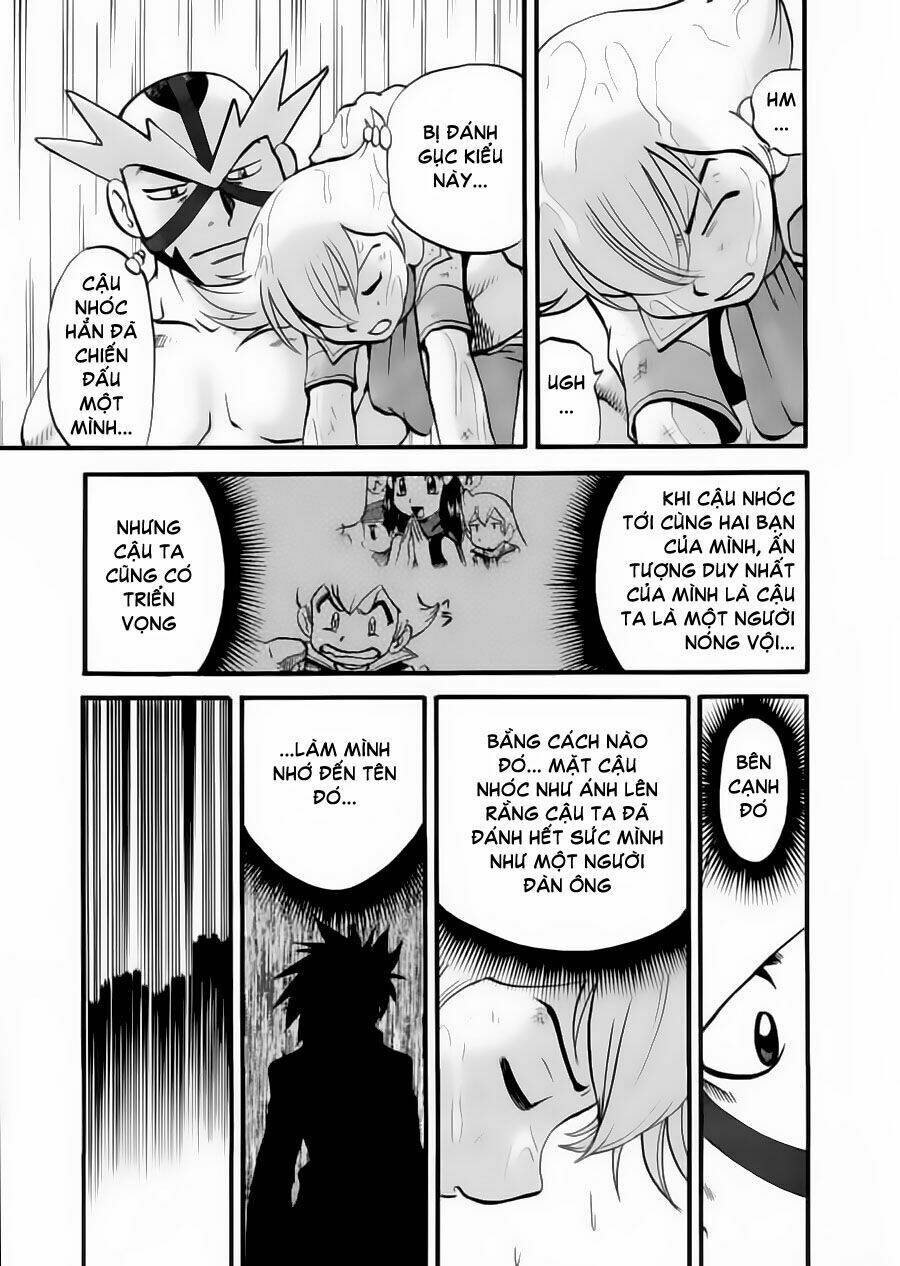 HM
...
UGH
...
BỊ ĐÁNH
GỤC KIỂU
NÀY...
CẬU
NHÓC
HẲN ĐÃ
CHIẾN
ĐẤU
MỘT
MÌNH...
KHI CẬU NHÓC
TỚI CÙNG HAI BẠN
CỦA MÌNH, ẤN
TƯỢNG DUY NHẤT
CỦA MÌNH LÀ CẬU
TA LÀ MỘT NGƯỜI
NÓNG VỘI...
NHƯNG
CẬU TA
CŨNG CÓ
TRIỂN
VỌNG
BÊN
CẠNH
ĐÓ
BẰNG CÁCH NÀO
ĐÓ... MẶT CẬU
NHÓC NHƯ ÁNH LÊN
RẰNG CẬU TA ĐÃ
ĐÁNH HẾT SỨC MÌNH
NHƯ MỘT NGƯỜI
ĐÀN ÔNG
...LÀM MÌNH
NHỚ ĐẾN TÊN
ĐÓ...